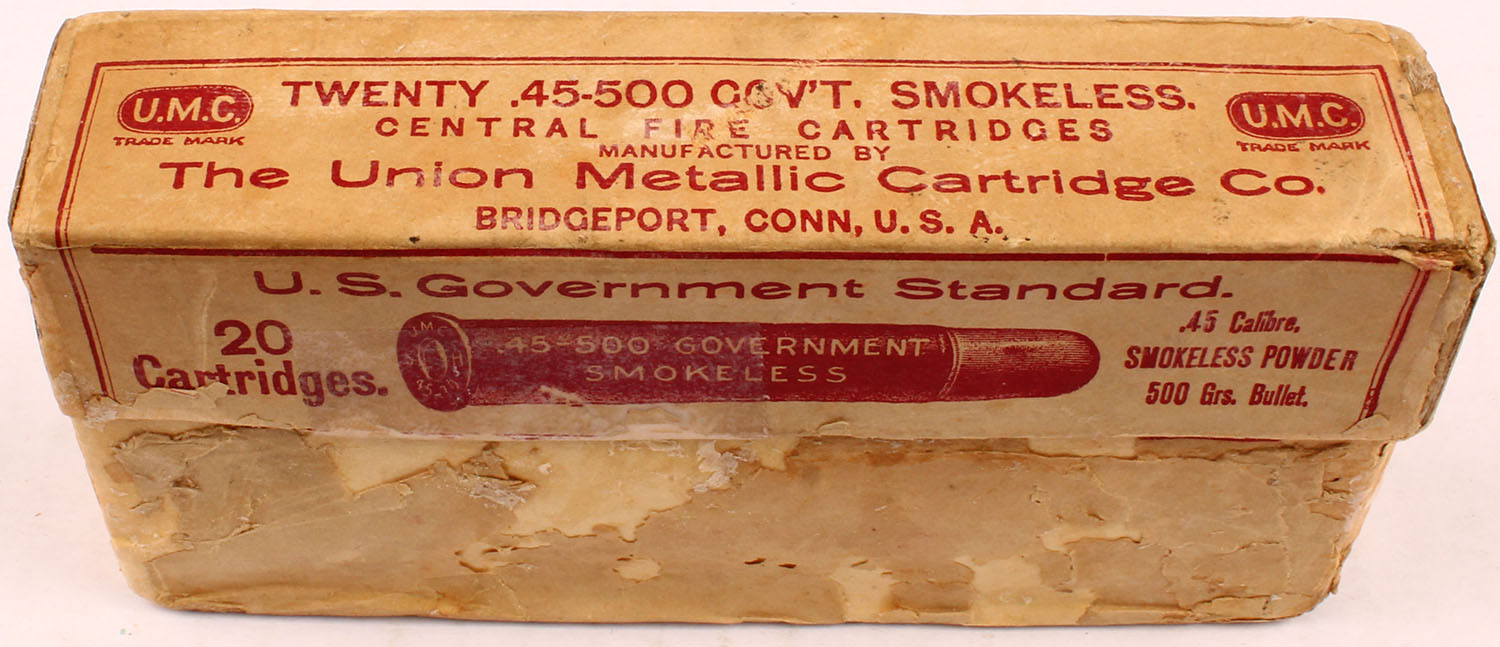 U.M.C.
TRADE MARK
TWENTY .45-500 GOV'T. SMOKELESS.
CENTRAL FIRE CARTRIDGES
MANUFACTURED BY
The Union Metallic Cartridge Co.
BRIDGEPORT, CONN, U. S. A.
U.M.C.
TRADE MARK
U. S. Government Standard.
20
Cartridges.
U M C
.45-500 GOVERNMENT
SMOKELESS
.45 Calibre,
SMOKELESS POWDER
500 Grs. Bullet.